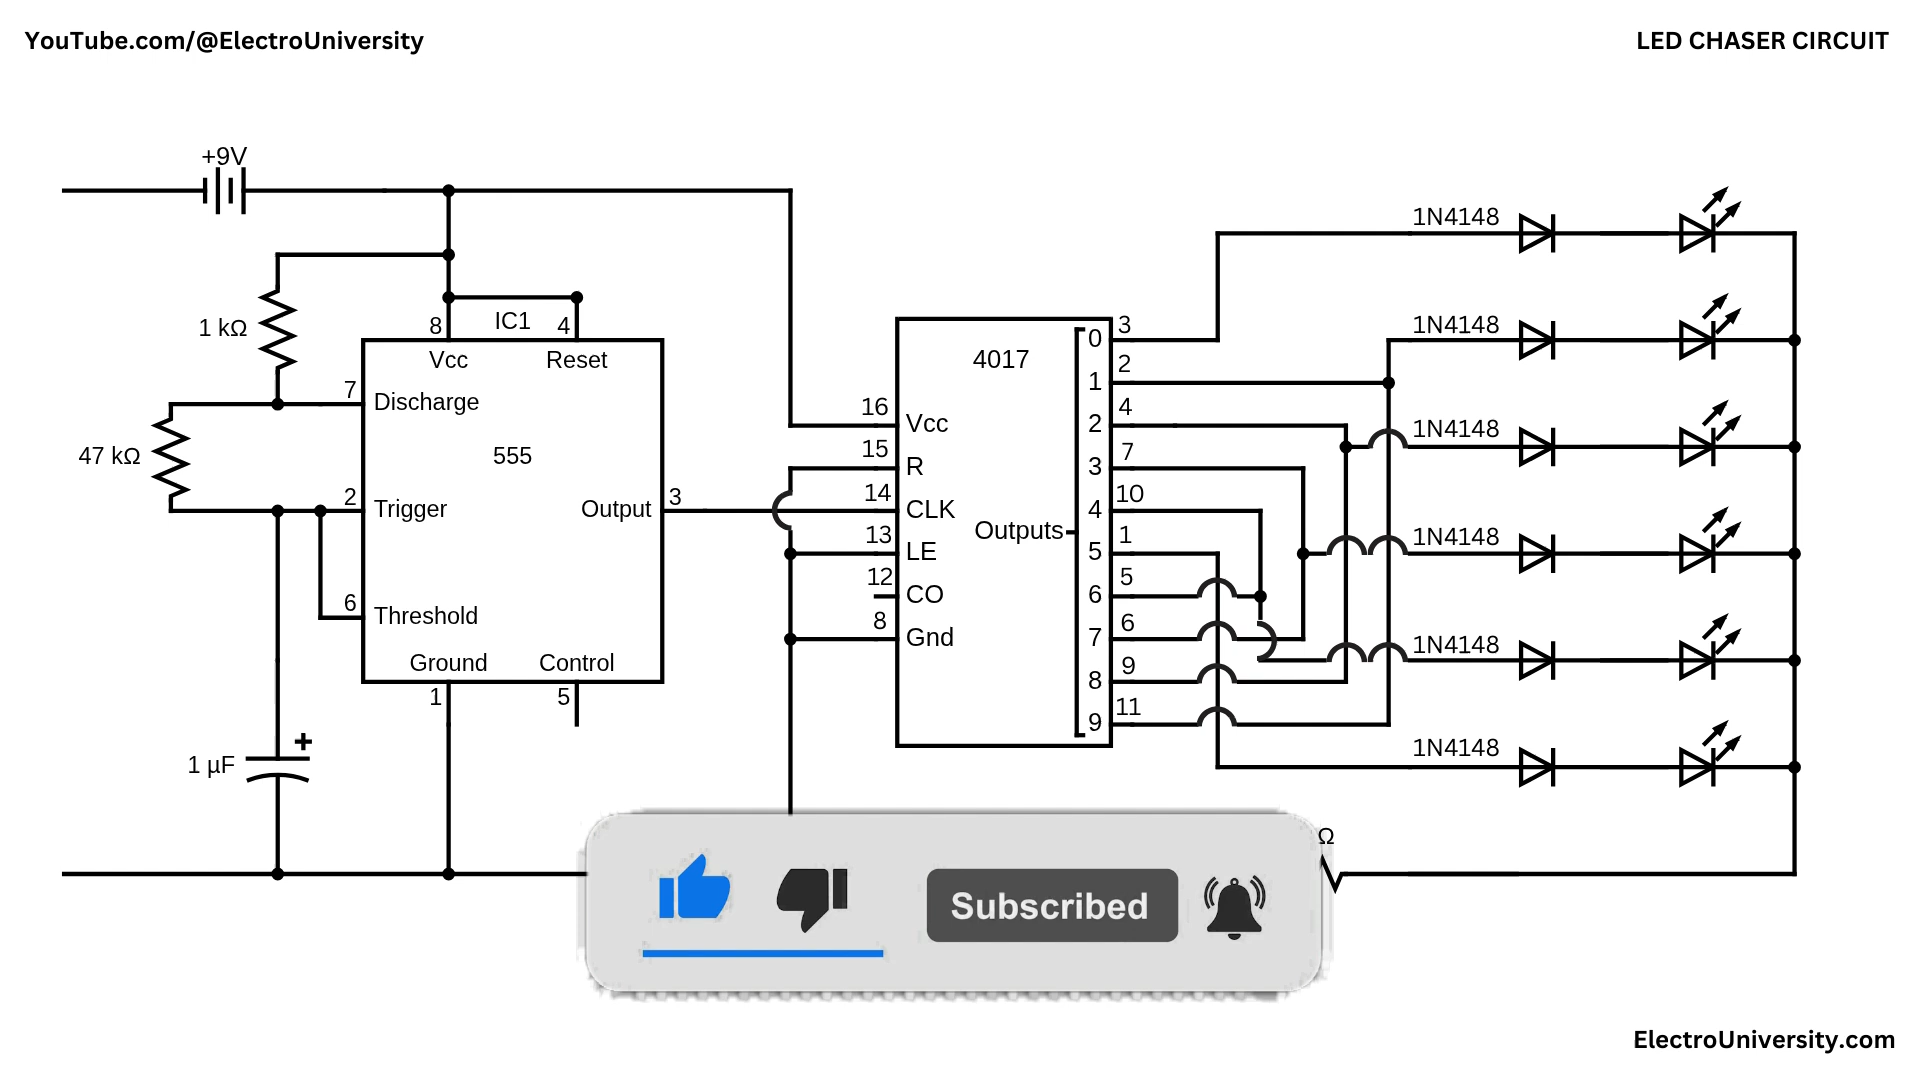 YouTube.com/@ElectroUniversity
LED CHASER CIRCUIT
+9V
1 kΩ
47 kΩ
1 µF
+
IC1
8
4
Vcc
Reset
7
Discharge
555
2
Trigger
Output
3
6
Threshold
Ground
Control
1
5
4017
Outputs
16
Vcc
15
R
14
CLK
13
LE
12
CO
8
Gnd
0
3
1
2
2
4
3
7
4
10
5
1
6
5
7
6
8
9
9
11
1N4148
1N4148
1N4148
1N4148
1N4148
1N4148
Ω
Subscribed
ElectroUniversity.com